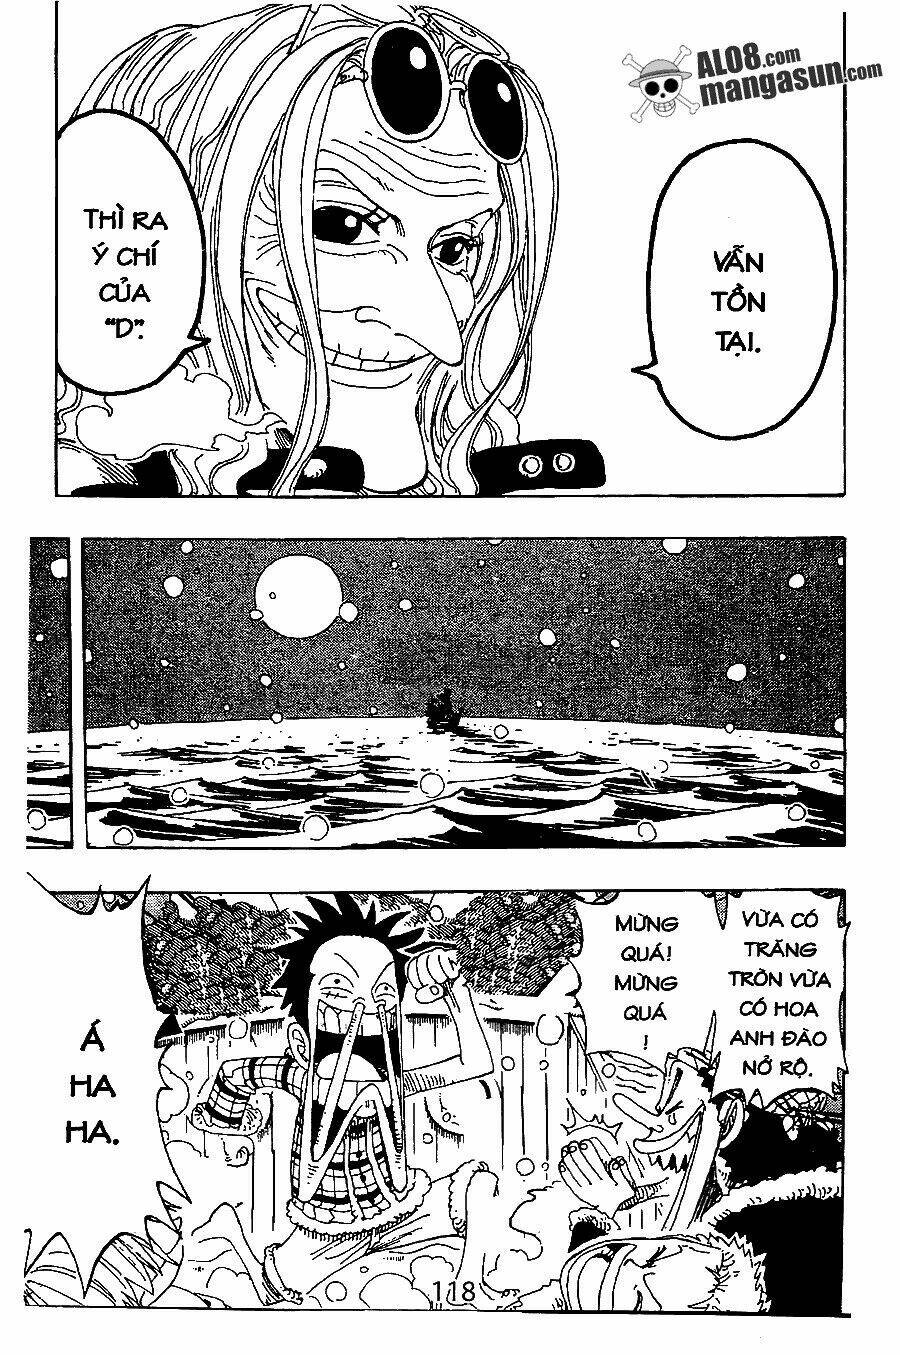 AL08.com
mangasun.com
VẪN
TỒN
TẠI.
THÌ RA
Ý CHÍ
CỦA
“D”.
VỪA CÓ
TRĂNG
TRÒN VỪA
CÓ HOA
ANH ĐÀO
NỞ RỘ.
MỪNG
QUÁ!
MỪNG
QUÁ
!
Á
HA
HA.
118